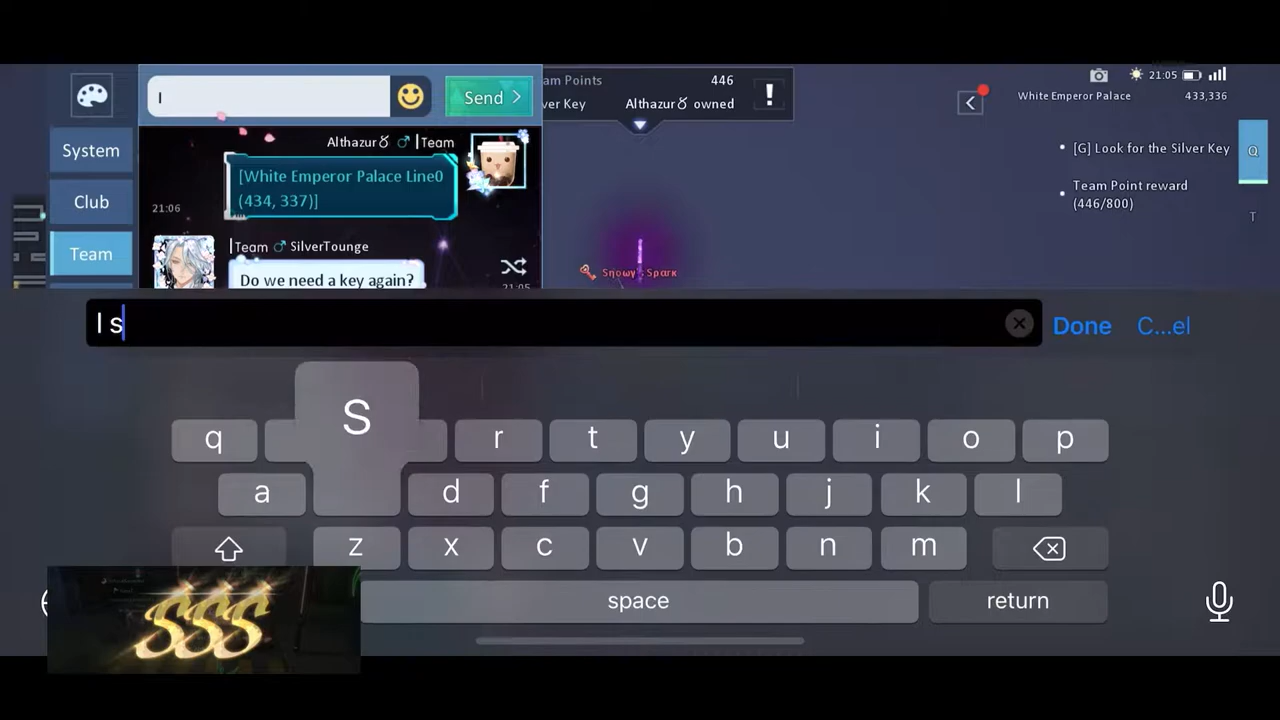 I
Send
am Points
446
ver Key
Althazur♉ owned
!
21:05
White Emperor Palace
433,336
System
Club
Team
Althazur♉ ♂ |Team
[White Emperor Palace Line0
(434, 337)]
21:06
|Team ♂ SilverTounge
Do we need a key again?
21:05
[G] Look for the Silver Key
Team Point reward
(446/800)
Q
T
I s
Done
C...el
S
q
r
t
y
u
i
o
p
a
d
f
g
h
j
k
l
z
x
c
v
b
n
m
space
return
SSS